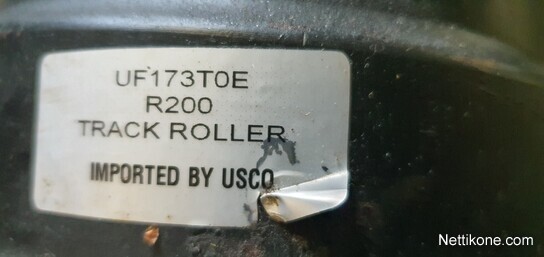 UF173T0E
R200
TRACK ROLLER
IMPORTED BY USCO
Nettikone.com